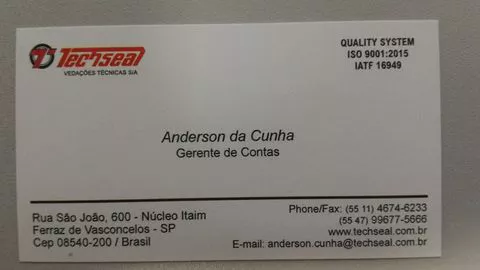 Techseal
VEDAÇÕES TÉCNICAS S/A
QUALITY SYSTEM
ISO 9001:2015
IATF 16949
Anderson da Cunha
Gerente de Contas
Rua São João, 600 - Núcleo Itaim
Ferraz de Vasconcelos - SP
Cep 08540-200 / Brasil
Phone/Fax: (55 11) 4674-6233
(55 47) 99677-5666
www.techseal.com.br
E-mail: anderson.cunha@techseal.com.br